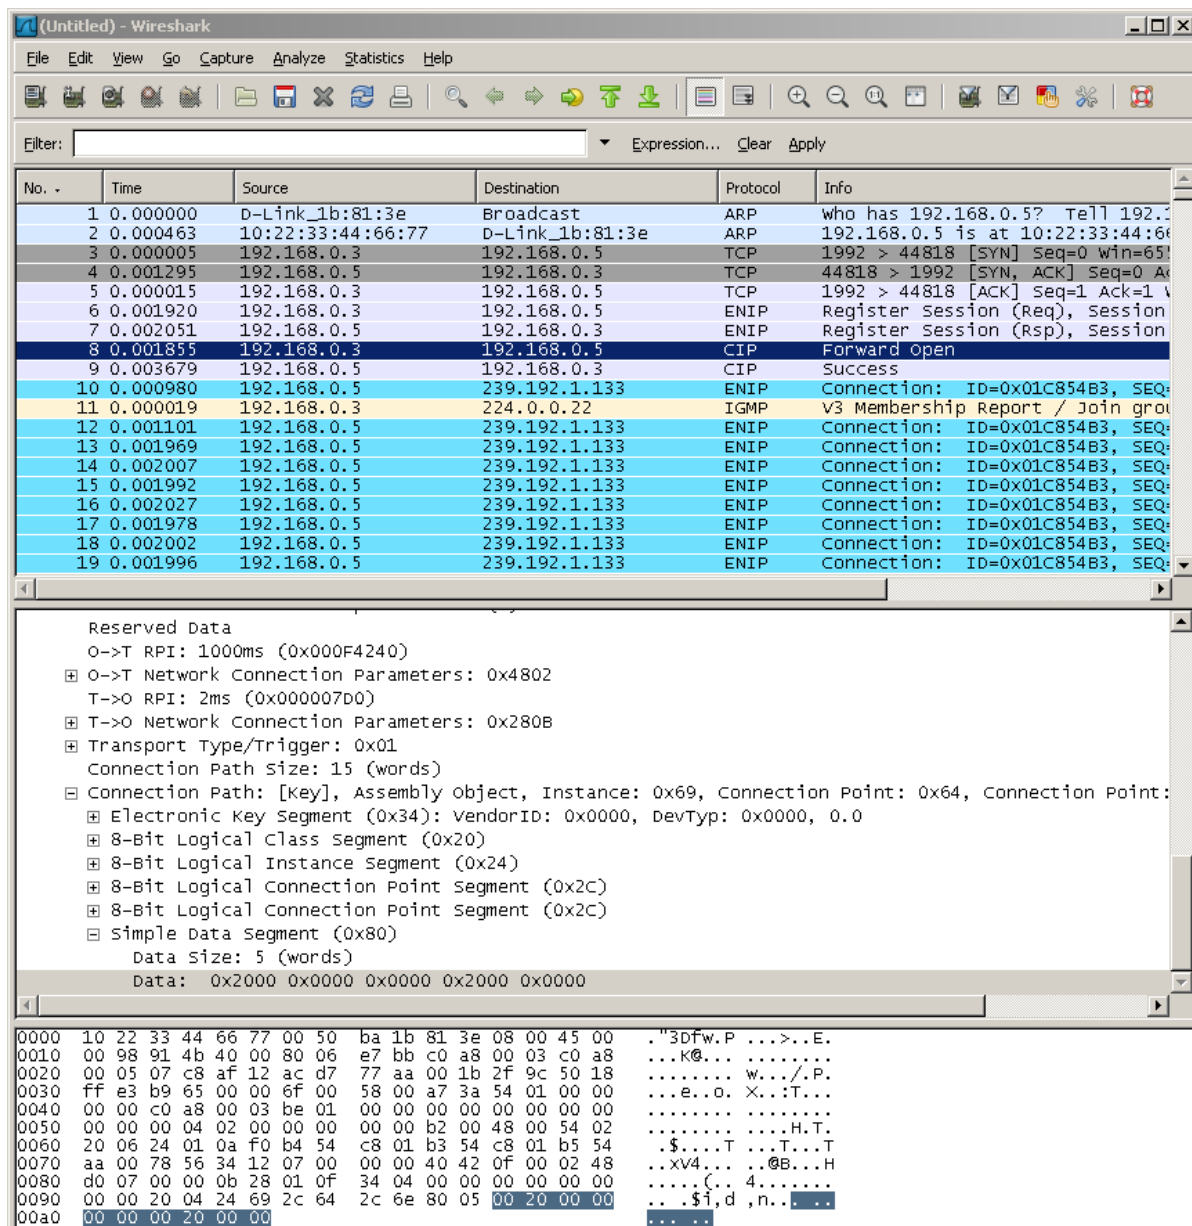 (Untitled) - Wireshark
File Edit View Go Capture Analyze Statistics Help
Filter: Expression... Clear Apply
No. - Time Source Destination Protocol Info
1 0.000000 D-Link_1b:81:3e Broadcast ARP Who has 192.168.0.5? Tell 192.1
2 0.000463 10:22:33:44:66:77 D-Link_1b:81:3e ARP 192.168.0.5 is at 10:22:33:44:66
3 0.000005 192.168.0.3 192.168.0.5 TCP 1992 > 44818 [SYN] Seq=0 Win=65
4 0.001295 192.168.0.5 192.168.0.3 TCP 44818 > 1992 [SYN, ACK] Seq=0 A
5 0.000015 192.168.0.3 192.168.0.5 TCP 1992 > 44818 [ACK] Seq=1 Ack=1
6 0.001920 192.168.0.3 192.168.0.5 ENIP Register Session (Req), Session
7 0.002051 192.168.0.5 192.168.0.3 ENIP Register Session (Rsp), Session
8 0.001855 192.168.0.3 192.168.0.5 CIP Forward Open
9 0.003679 192.168.0.5 192.168.0.3 CIP Success
10 0.000980 192.168.0.5 239.192.1.133 ENIP Connection: ID=0x01C854B3, SEQ=
11 0.000019 192.168.0.3 224.0.0.22 IGMP V3 Membership Report / Join grou
12 0.001101 192.168.0.5 239.192.1.133 ENIP Connection: ID=0x01C854B3, SEQ=
13 0.001969 192.168.0.5 239.192.1.133 ENIP Connection: ID=0x01C854B3, SEQ=
14 0.002007 192.168.0.5 239.192.1.133 ENIP Connection: ID=0x01C854B3, SEQ=
15 0.001992 192.168.0.5 239.192.1.133 ENIP Connection: ID=0x01C854B3, SEQ=
16 0.002027 192.168.0.5 239.192.1.133 ENIP Connection: ID=0x01C854B3, SEQ=
17 0.001978 192.168.0.5 239.192.1.133 ENIP Connection: ID=0x01C854B3, SEQ=
18 0.002002 192.168.0.5 239.192.1.133 ENIP Connection: ID=0x01C854B3, SEQ=
19 0.001996 192.168.0.5 239.192.1.133 ENIP Connection: ID=0x01C854B3, SEQ=
Reserved Data
O->T RPI: 1000ms (0x000F4240)
O->T Network Connection Parameters: 0x4802
T->O RPI: 2ms (0x000007D0)
T->O Network Connection Parameters: 0x280B
Transport Type/Trigger: 0x01
Connection Path Size: 15 (words)
Connection Path: [Key], Assembly Object, Instance: 0x69, Connection Point: 0x64, Connection Point:
Electronic Key Segment (0x34): VendorID: 0x0000, DevTyp: 0x0000, 0.0
8-Bit Logical Class Segment (0x20)
8-Bit Logical Instance Segment (0x24)
8-Bit Logical Connection Point Segment (0x2C)
8-Bit Logical Connection Point Segment (0x2C)
Simple Data Segment (0x80)
Data Size: 5 (words)
Data: 0x2000 0x0000 0x0000 0x2000 0x0000
0000 10 22 33 44 66 77 00 50 ba 1b 81 3e 08 00 45 00 ."3Dfw.P ...>..E.
0010 00 98 91 4b 40 00 80 06 e7 bb c0 a8 00 03 c0 a8 ...K@... ........
0020 00 05 07 c8 af 12 ac d7 77 aa 00 1b 2f 9c 50 18 ........ w.../.P.
0030 ff e3 b9 65 00 00 6f 00 58 00 a7 3a 54 01 00 00 ...e..o. X..:T...
0040 00 00 c0 a8 00 03 be 01 00 00 00 00 00 00 00 00 ........ ........
0050 00 00 00 04 02 00 00 00 00 00 b2 00 48 00 54 02 ........ ....H.T.
0060 20 06 24 01 0a f0 b4 54 c8 01 b3 54 c8 01 b5 54 .$....T ...T...T
0070 aa 00 78 56 34 12 07 00 00 00 40 42 0f 00 02 48 ..xV4... ..@B...H
0080 d0 07 00 00 0b 28 01 0f 34 04 00 00 00 00 00 00 .....(.. 4.......
0090 00 00 20 04 24 69 2c 64 2c 6e 80 05 00 20 00 00 .. .$i,d ,n... ..
00a0 00 00 00 20 00 00 ... ..